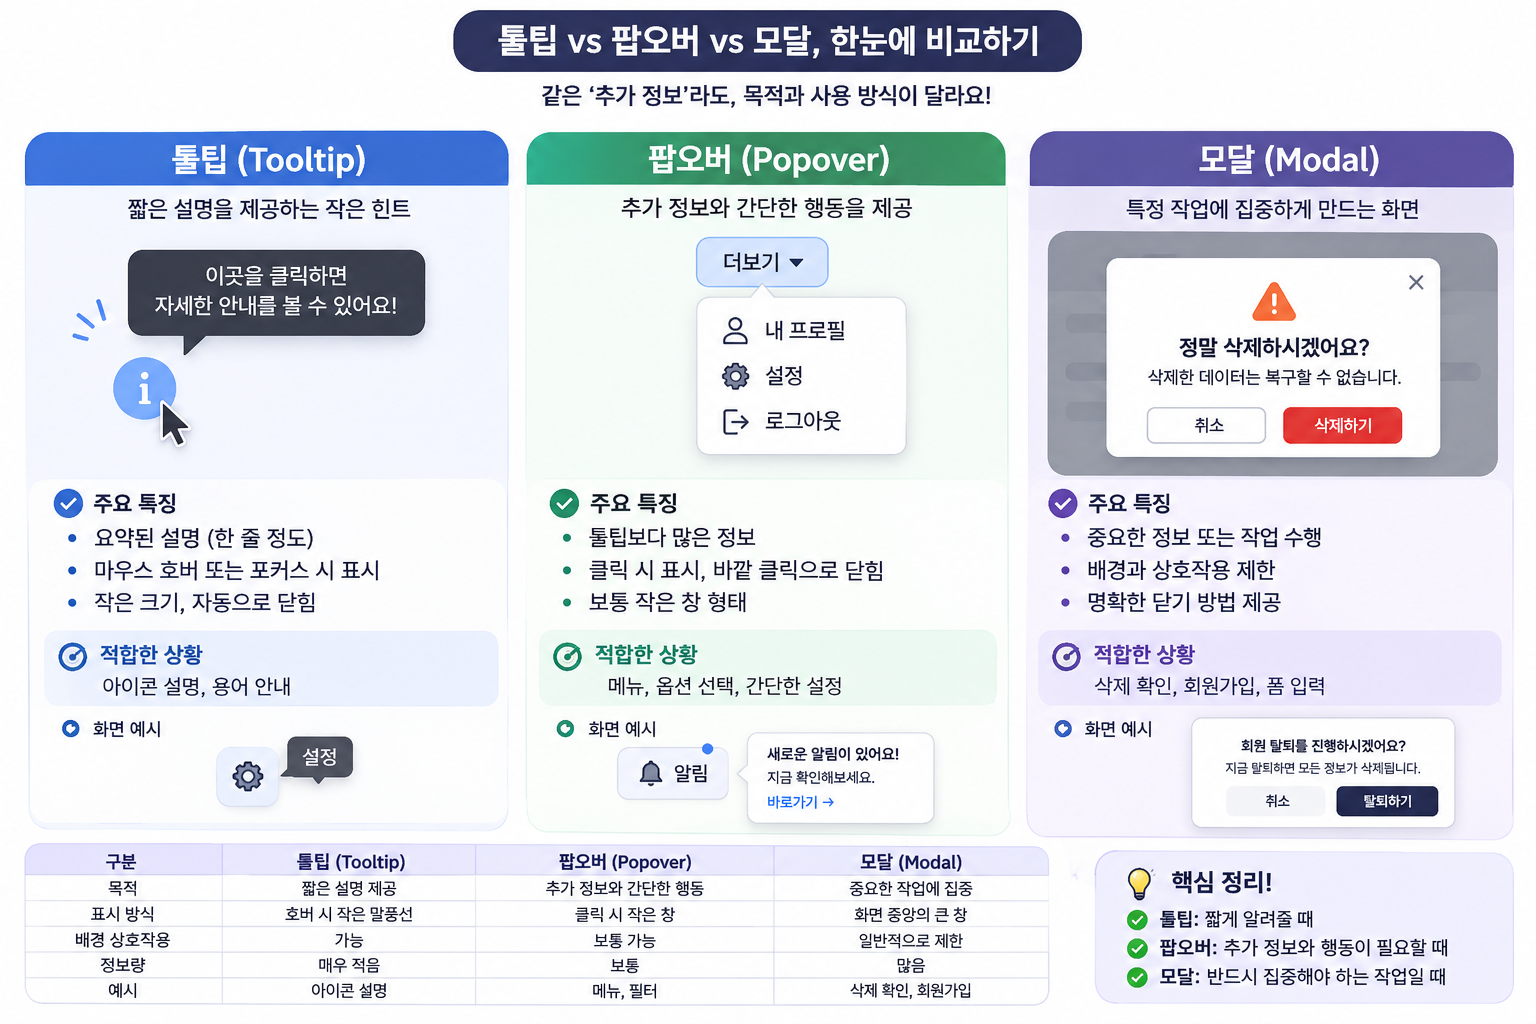 툴팁 vs 팝오버 vs 모달, 한눈에 비교하기
같은 ‘추가 정보’라도, 목적과 사용 방식이 달라요!
툴팁 (Tooltip)
짧은 설명을 제공하는 작은 힌트
이곳을 클릭하면
자세한 안내를 볼 수 있어요!
i
주요 특징
• 요약된 설명 (한 줄 정도)
• 마우스 호버 또는 포커스 시 표시
• 작은 크기, 자동으로 닫힘
적합한 상황
아이콘 설명, 용어 안내
화면 예시
설정
팝오버 (Popover)
추가 정보와 간단한 행동을 제공
더보기
내 프로필
설정
로그아웃
주요 특징
• 툴팁보다 많은 정보
• 클릭 시 표시, 바깥 클릭으로 닫힘
• 보통 작은 창 형태
적합한 상황
메뉴, 옵션 선택, 간단한 설정
화면 예시
알림
새로운 알림이 있어요!
지금 확인해보세요.
바로가기 →
모달 (Modal)
특정 작업에 집중하게 만드는 화면
정말 삭제하시겠어요?
삭제한 데이터는 복구할 수 없습니다.
취소
삭제하기
주요 특징
• 중요한 정보 또는 작업 수행
• 배경과 상호작용 제한
• 명확한 닫기 방법 제공
적합한 상황
삭제 확인, 회원가입, 폼 입력
화면 예시
회원 탈퇴를 진행하시겠어요?
지금 탈퇴하면 모든 정보가 삭제됩니다.
취소
탈퇴하기
구분 툴팁 (Tooltip) 팝오버 (Popover) 모달 (Modal)
목적 짧은 설명 제공 추가 정보와 간단한 행동 중요한 작업에 집중
표시 방식 호버 시 작은 말풍선 클릭 시 작은 창 화면 중앙의 큰 창
배경 상호작용 가능 보통 가능 일반적으로 제한
정보량 매우 적음 보통 많음
예시 아이콘 설명 메뉴, 필터 삭제 확인, 회원가입
핵심 정리!
툴팁: 짧게 알려줄 때
팝오버: 추가 정보와 행동이 필요할 때
모달: 반드시 집중해야 하는 작업일 때